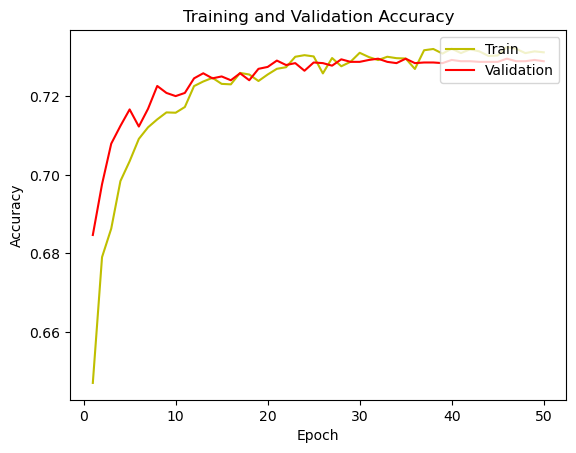 Training and Validation Accuracy
Train
Validation
0.72
0.70
0.68
0.66
Accuracy
0
10
20
30
40
50
Epoch